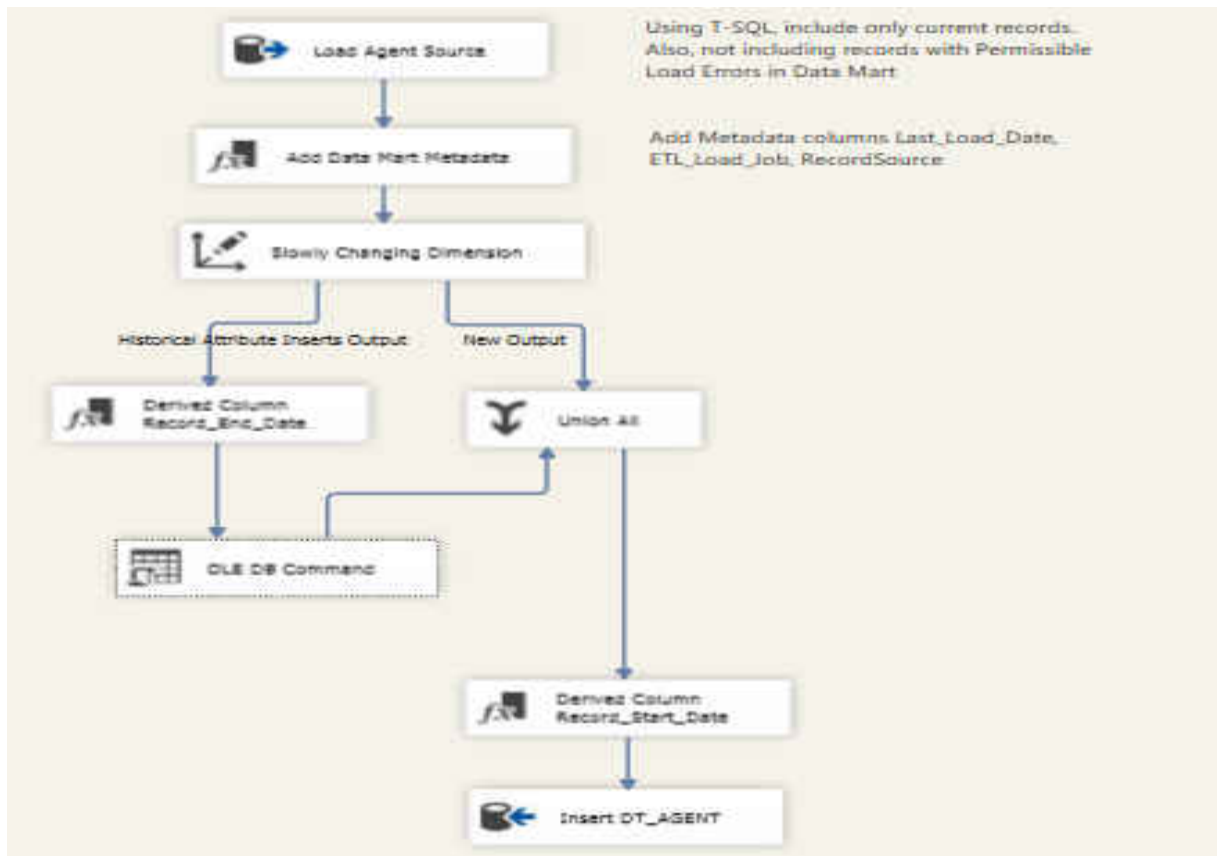 Load Agent Source
Using T-SQL, include only current records.
Also, not including records with Permissible
Load Errors in Data Mart
Add Data Mart Metadata
Add Metadata columns Last_Load_Date,
ETL_Load_Job, RecordSource
Slowly Changing Dimension
Historical Attribute Inserts Output
New Output
Derived Column
Record_End_Date
Union All
OLE DB Command
Derived Column
Record_Start_Date
Insert DT_AGENT